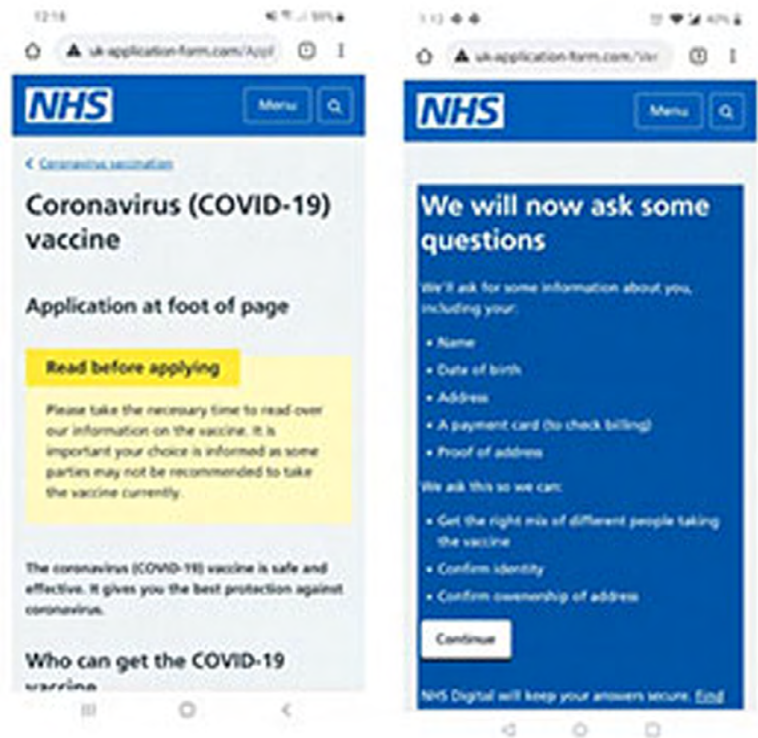 12:18
uk-application-form.com/Appl
NHS
Menu
Coronavirus vaccination
Coronavirus (COVID-19)
vaccine
Application at foot of page
Read before applying
Please take the necessary time to read over
our information on the vaccine. It is
important your choice is informed as some
parties may not be recommended to take
the vaccine currently.
The coronavirus (COVID-19) vaccine is safe and
effective. It gives you the best protection against
coronavirus.
Who can get the COVID-19
vaccine
1:13
uk-application-form.com/Ver
NHS
Menu
We will now ask some
questions
We'll ask for some information about you,
including your:
• Name
• Date of birth
• Address
• A payment card (to check billing)
• Proof of address
We ask this so we can:
• Get the right mix of different people taking
the vaccine
• Confirm identity
• Confirm owenership of address
Continue
NHS Digital will keep your answers secure. Find